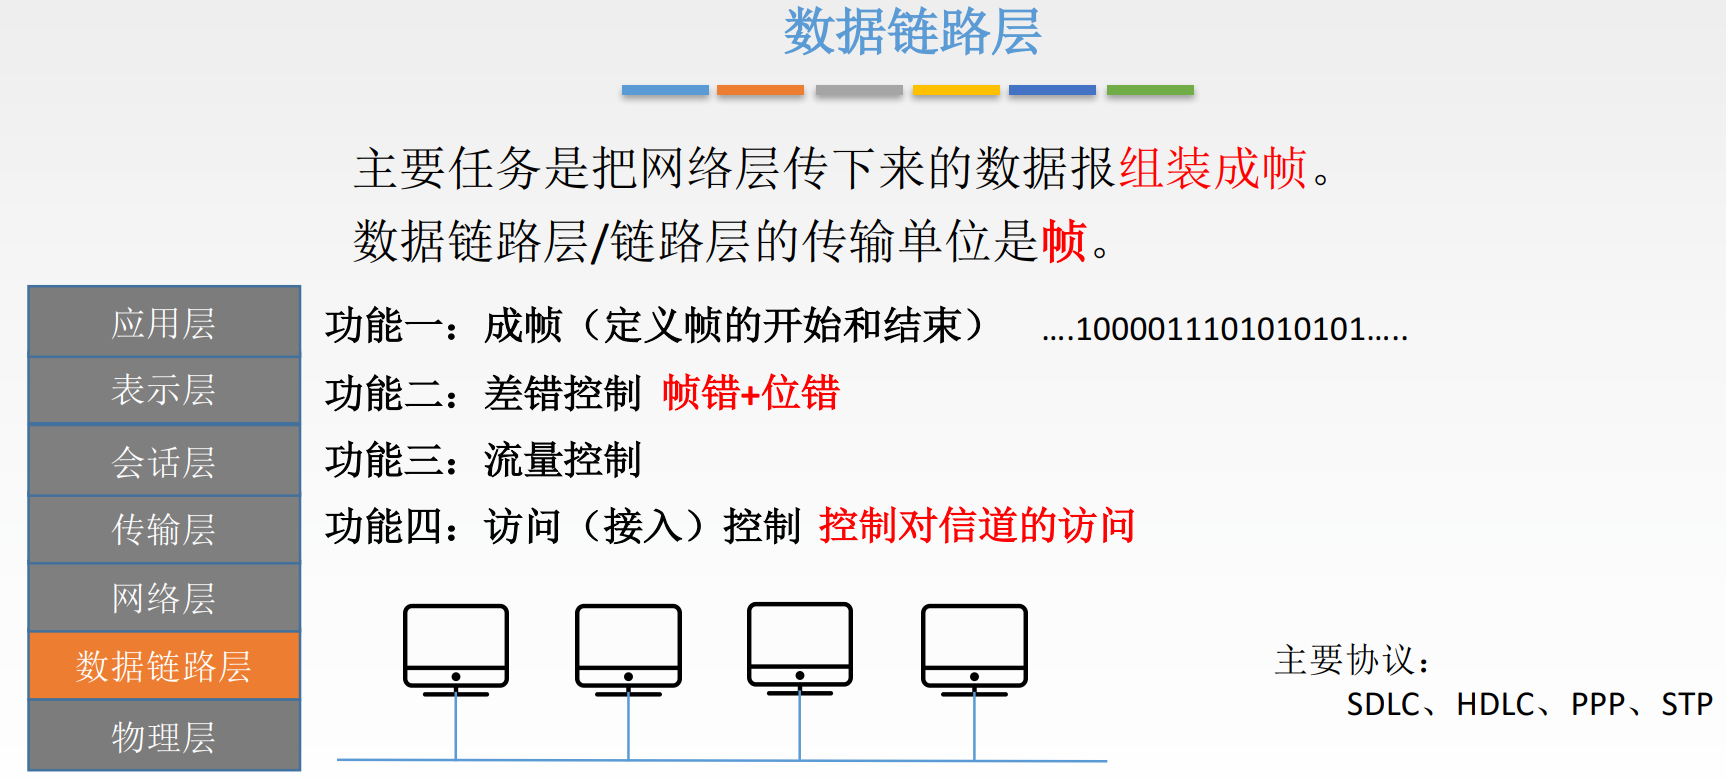 数据链路层
主要任务是把网络层传下来的数据报组装成帧。
数据链路层/链路层的传输单位是帧。
功能一：成帧（定义帧的开始和结束） ....1000011101010101.....
功能二：差错控制 帧错+位错
功能三：流量控制
功能四：访问（接入）控制 控制对信道的访问
应用层
表示层
会话层
传输层
网络层
数据链路层
物理层
主要协议：
SDLC、HDLC、PPP、STP